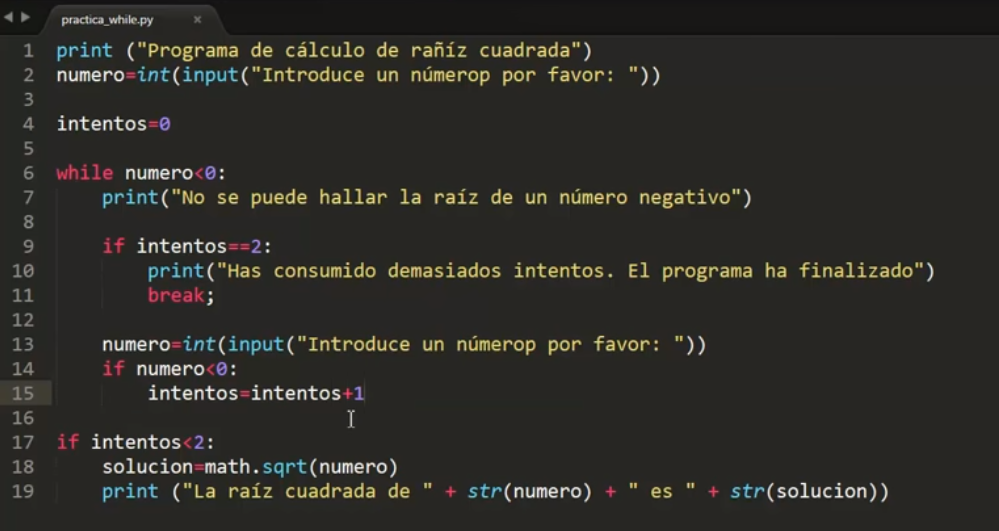 practica_while.py ×
1 print ("Programa de cálculo de rañíz cuadrada")
2 numero=int(input("Introduce un númerop por favor: "))
3
4 intentos=0
5
6 while numero<0:
7     print("No se puede hallar la raíz de un número negativo")
8
9     if intentos==2:
10         print("Has consumido demasiados intentos. El programa ha finalizado")
11         break;
12
13     numero=int(input("Introduce un númerop por favor: "))
14     if numero<0:
15         intentos=intentos+1
16
17 if intentos<2:
18     solucion=math.sqrt(numero)
19     print ("La raíz cuadrada de " + str(numero) + " es " + str(solucion))